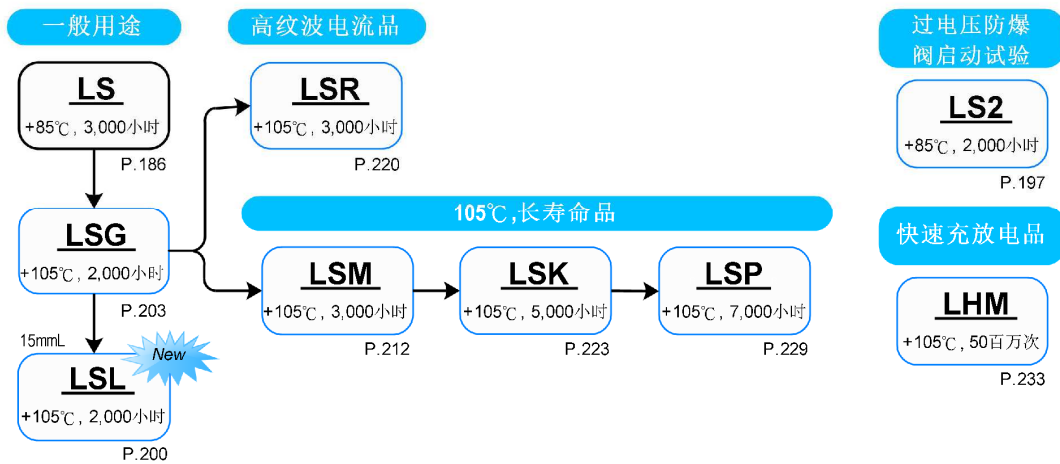 一般用途
LS
+85℃, 3,000小时
P.186
LSG
+105℃, 2,000小时
P.203
15mmL
New
LSL
+105℃, 2,000小时
P.200
高纹波电流品
LSR
+105℃, 3,000小时
P.220
105℃,长寿命品
LSM
+105℃, 3,000小时
P.212
LSK
+105℃, 5,000小时
P.223
LSP
+105℃, 7,000小时
P.229
过电压防爆
阀启动试验
LS2
+85℃, 2,000小时
P.197
快速充放电品
LHM
+105℃, 50百万次
P.233